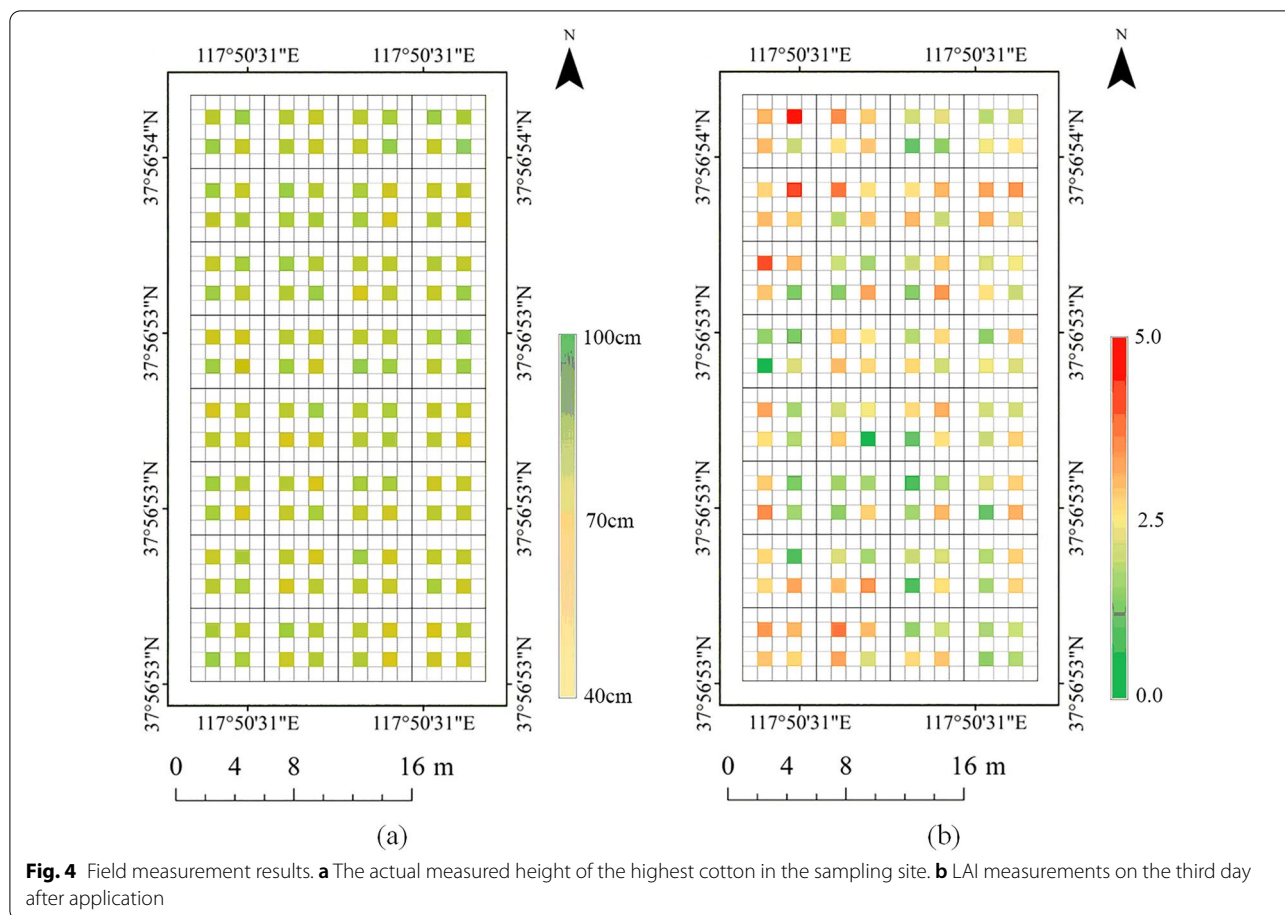 N
N
117°50'31"E 117°50'31"E
117°50'31"E 117°50'31"E
37°56'54"N
37°56'53"N
37°56'53"N
37°56'53"N
37°56'54"N
37°56'53"N
37°56'53"N
37°56'53"N
100cm
70cm
40cm
37°56'54"N
37°56'53"N
37°56'53"N
37°56'53"N
37°56'54"N
37°56'53"N
37°56'53"N
37°56'53"N
5.0
2.5
0.0
117°50'31"E 117°50'31"E
117°50'31"E 117°50'31"E
0 4 8 16 m
0 4 8 16 m
(a)
(b)
Fig. 4 Field measurement results. a The actual measured height of the highest cotton in the sampling site. b LAI measurements on the third day
after application